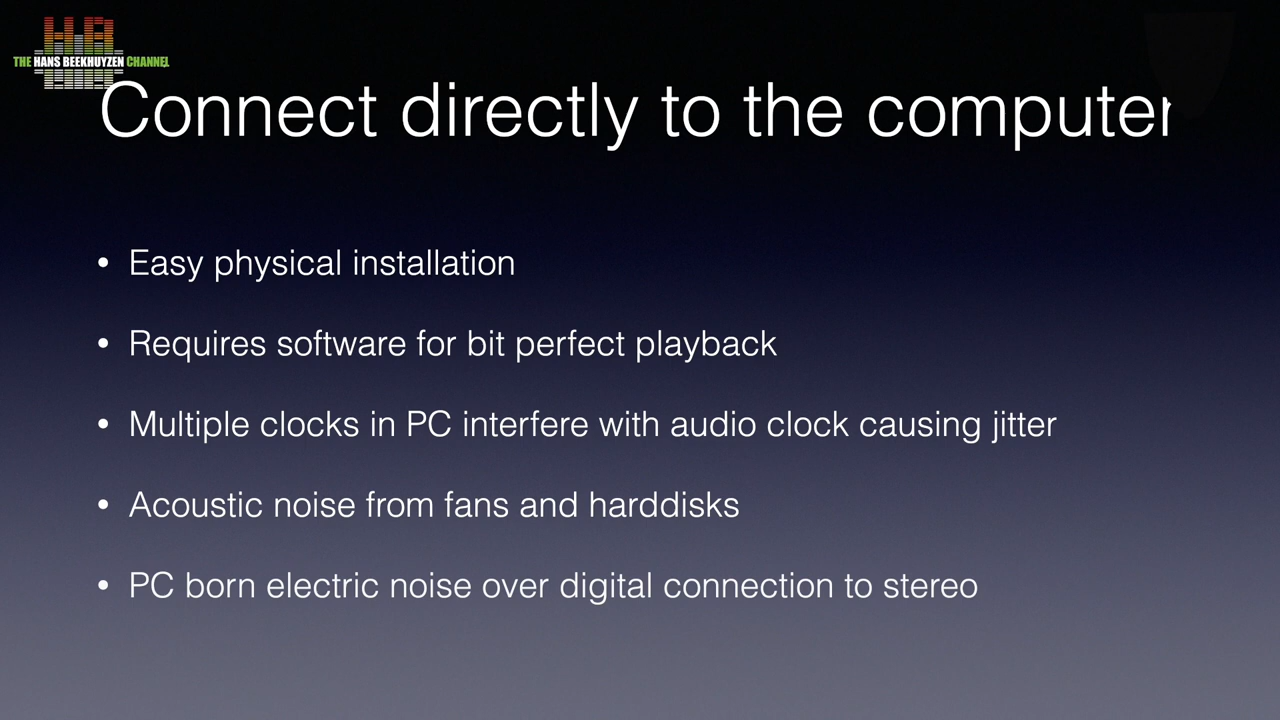 THE HANS BEEKHUYZEN CHANNEL
Connect directly to the computer
• Easy physical installation
• Requires software for bit perfect playback
• Multiple clocks in PC interfere with audio clock causing jitter
• Acoustic noise from fans and harddisks
• PC born electric noise over digital connection to stereo